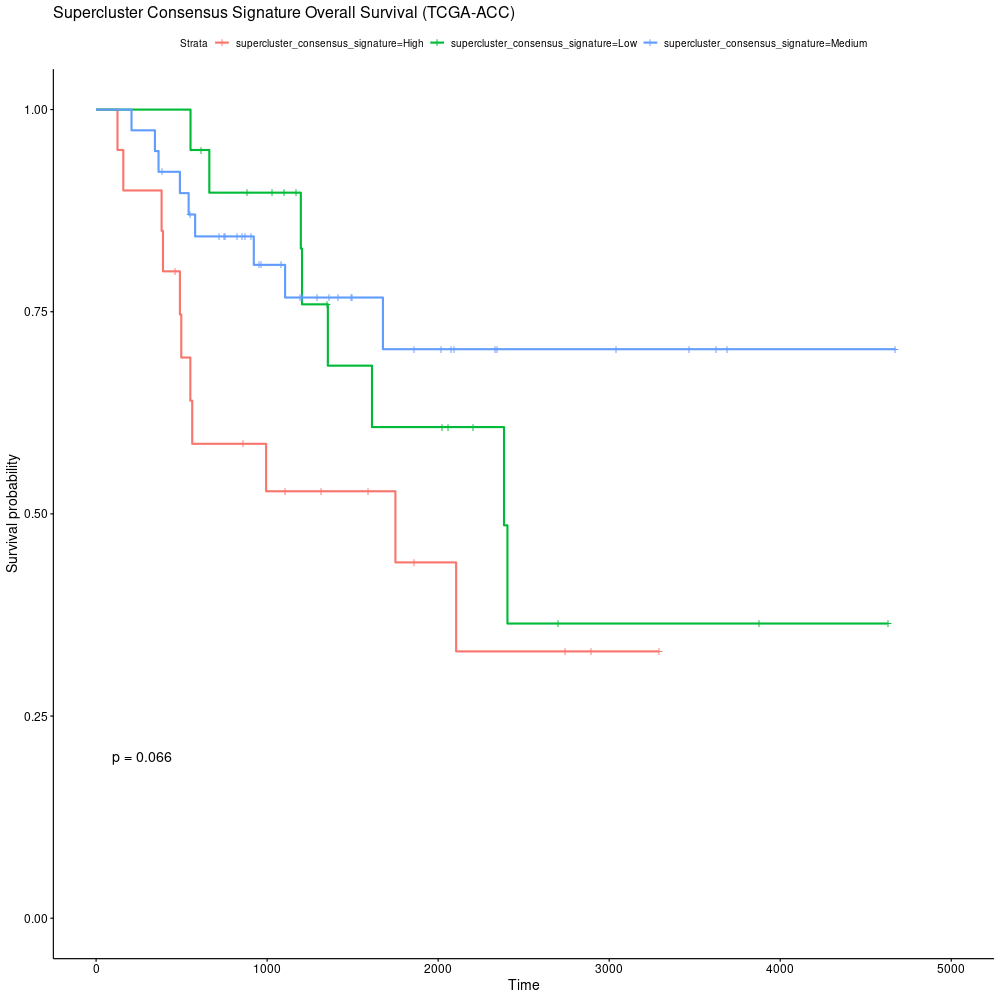 Supercluster Consensus Signature Overall Survival (TCGA-ACC)
Strata supercluster_consensus_signature=High supercluster_consensus_signature=Low supercluster_consensus_signature=Medium
1.00
0.75
0.50
0.25
0.00
Survival probability
p = 0.066
0 1000 2000 3000 4000 5000
Time